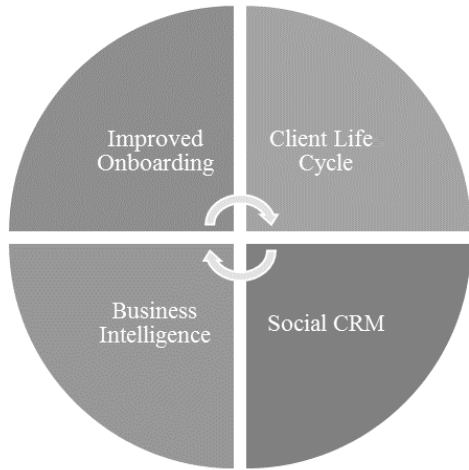 Improved
Onboarding
Client Life
Cycle
Business
Intelligence
Social CRM